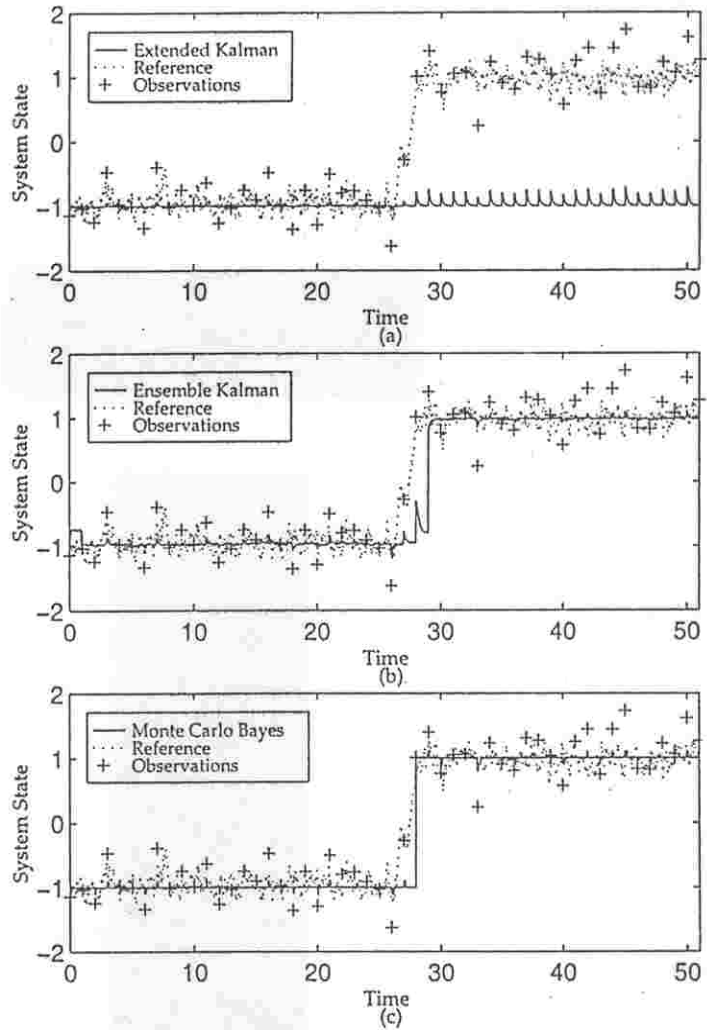 2
1
0
−1
−2
System State
Extended Kalman
Reference
Observations
0 10 20 30 40 50
Time
(a)
2
1
0
−1
−2
System State
Ensemble Kalman
Reference
Observations
0 10 20 30 40 50
Time
(b)
2
1
0
−1
−2
System State
Monte Carlo Bayes
Reference
Observations
0 10 20 30 40 50
Time
(c)